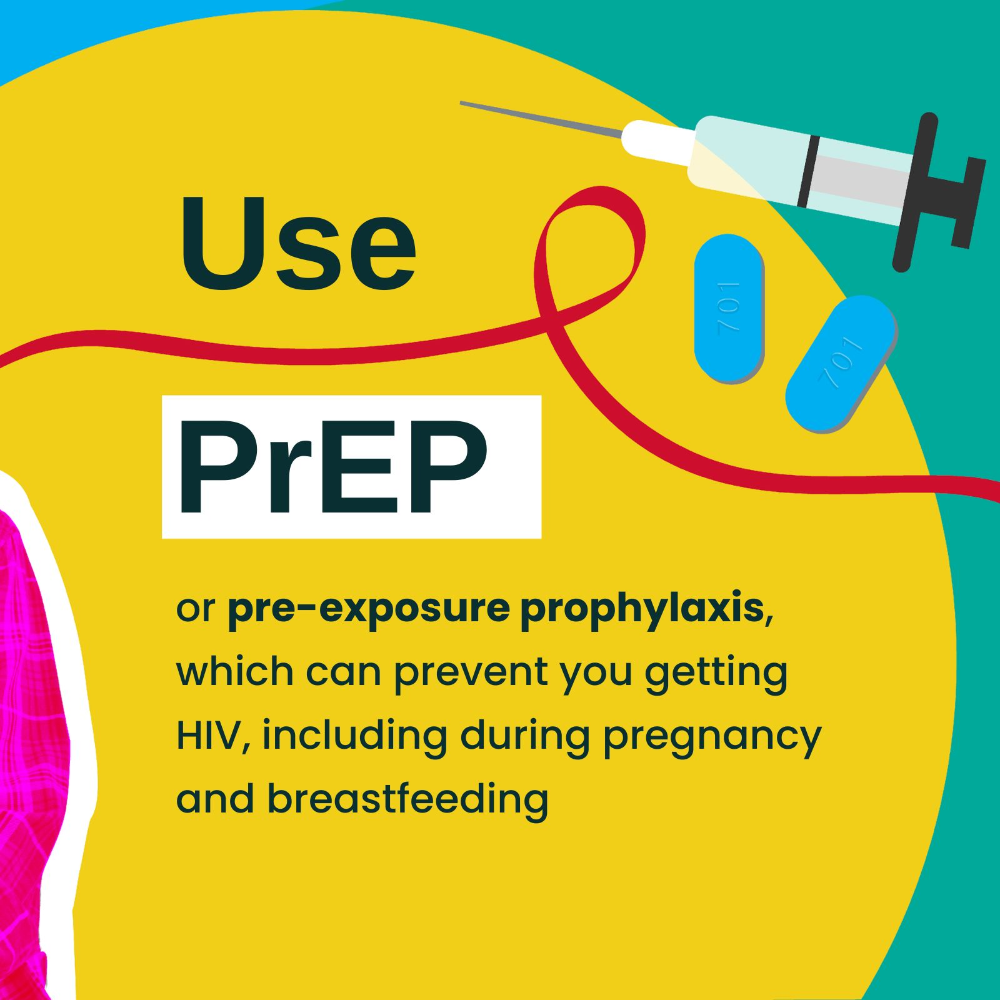 Use
PrEP
or pre-exposure prophylaxis,
which can prevent you getting
HIV, including during pregnancy
and breastfeeding
701
701